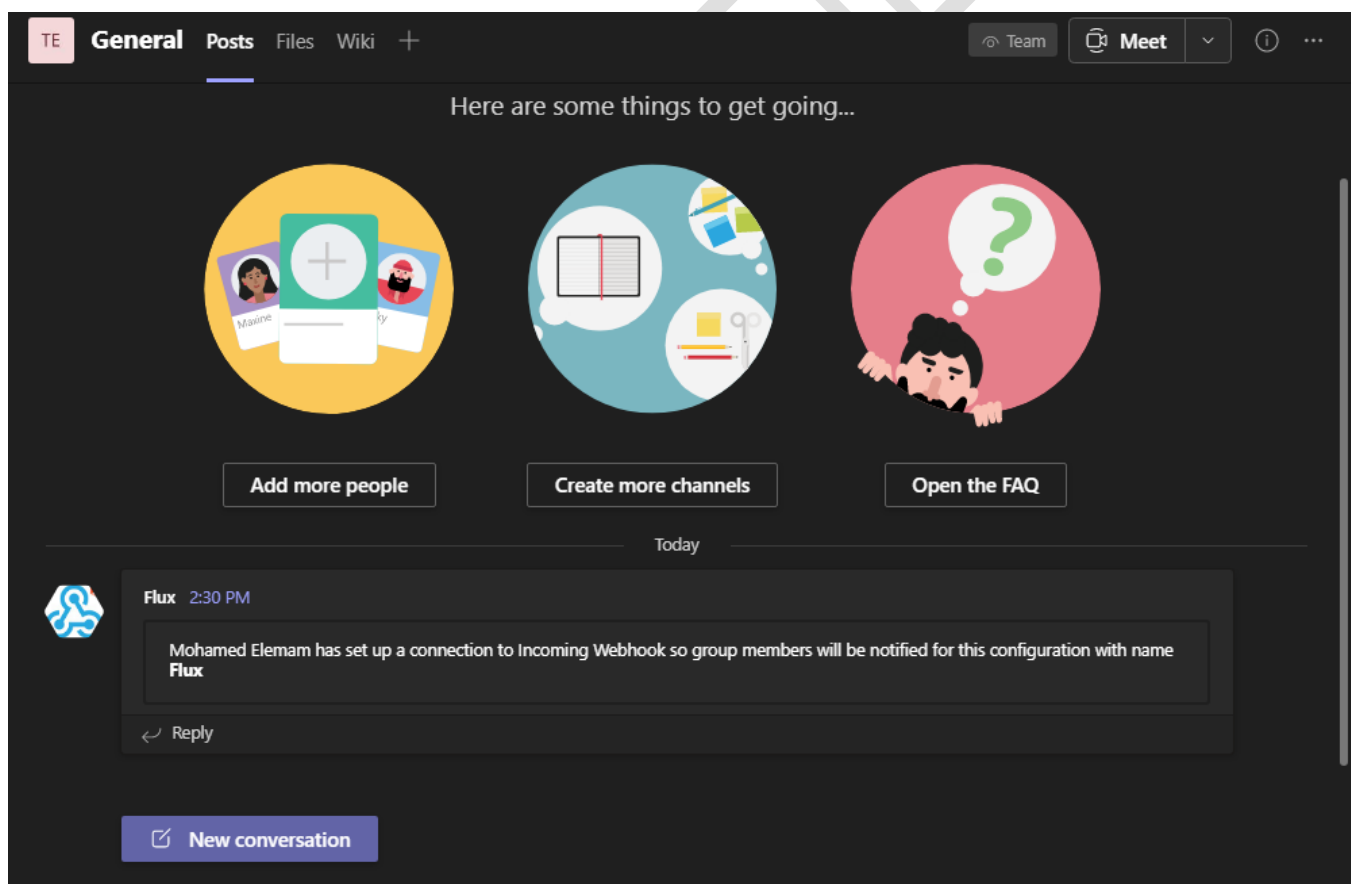 TE General Posts Files Wiki Team Meet
Here are some things to get going...
Maxine ky
Add more people Create more channels Open the FAQ
Today
Flux 2:30 PM
Mohamed Elemam has set up a connection to Incoming Webhook so group members will be notified for this configuration with name
Flux
Reply
New conversation